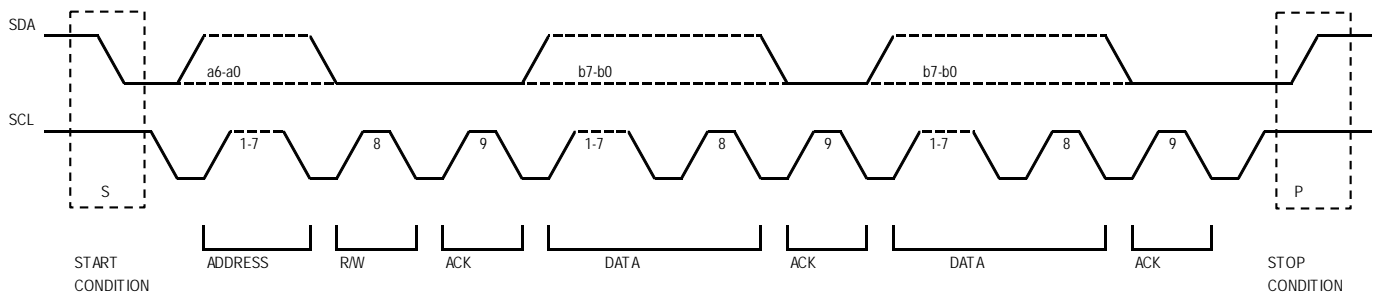 SDA
a6-a0 b7-b0 b7-b0
SCL
1-7 8 9 1-7 8 9 1-7 8 9
S P
START CONDITION ADDRESS R/W ACK DATA ACK DATA ACK STOP CONDITION